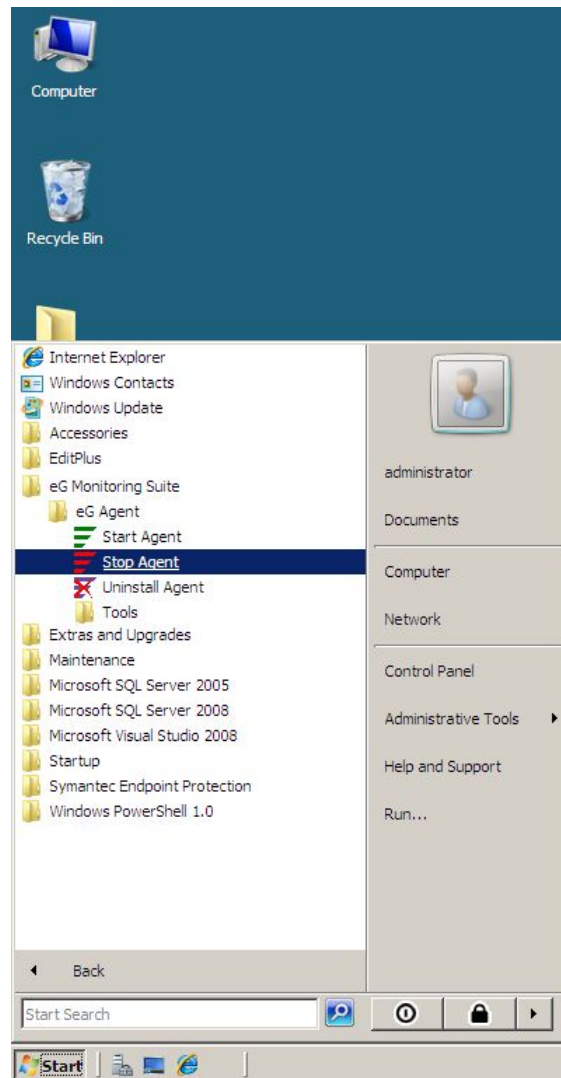 Computer
Recycle Bin
Internet Explorer
Windows Contacts
Windows Update
Accessories
EditPlus
eG Monitoring Suite
eG Agent
Start Agent
Stop Agent
Uninstall Agent
Tools
Extras and Upgrades
Maintenance
Microsoft SQL Server 2005
Microsoft SQL Server 2008
Microsoft Visual Studio 2008
Startup
Symantec Endpoint Protection
Windows PowerShell 1.0
Back
Start Search
administrator
Documents
Computer
Network
Control Panel
Administrative Tools
Help and Support
Run...
Start